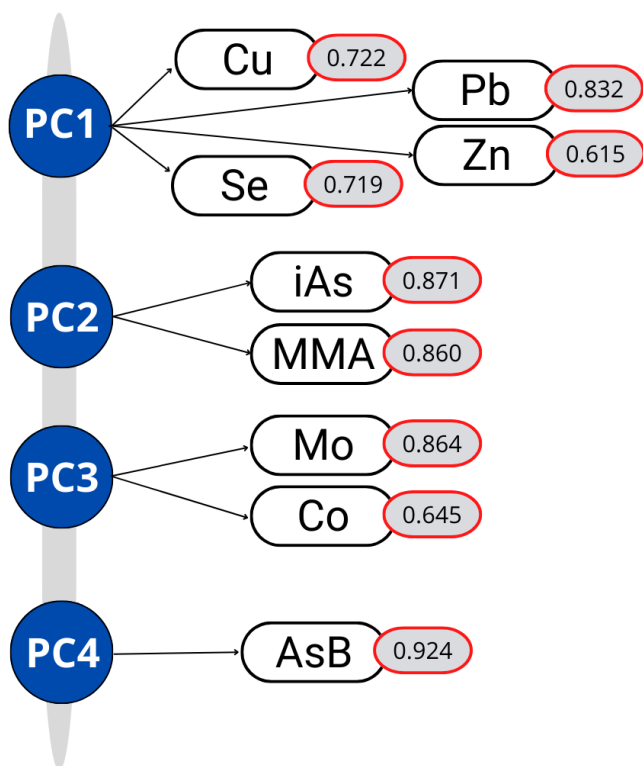 PC1
Cu 0.722
Pb 0.832
Zn 0.615
Se 0.719
PC2
iAs 0.871
MMA 0.860
PC3
Mo 0.864
Co 0.645
PC4
AsB 0.924